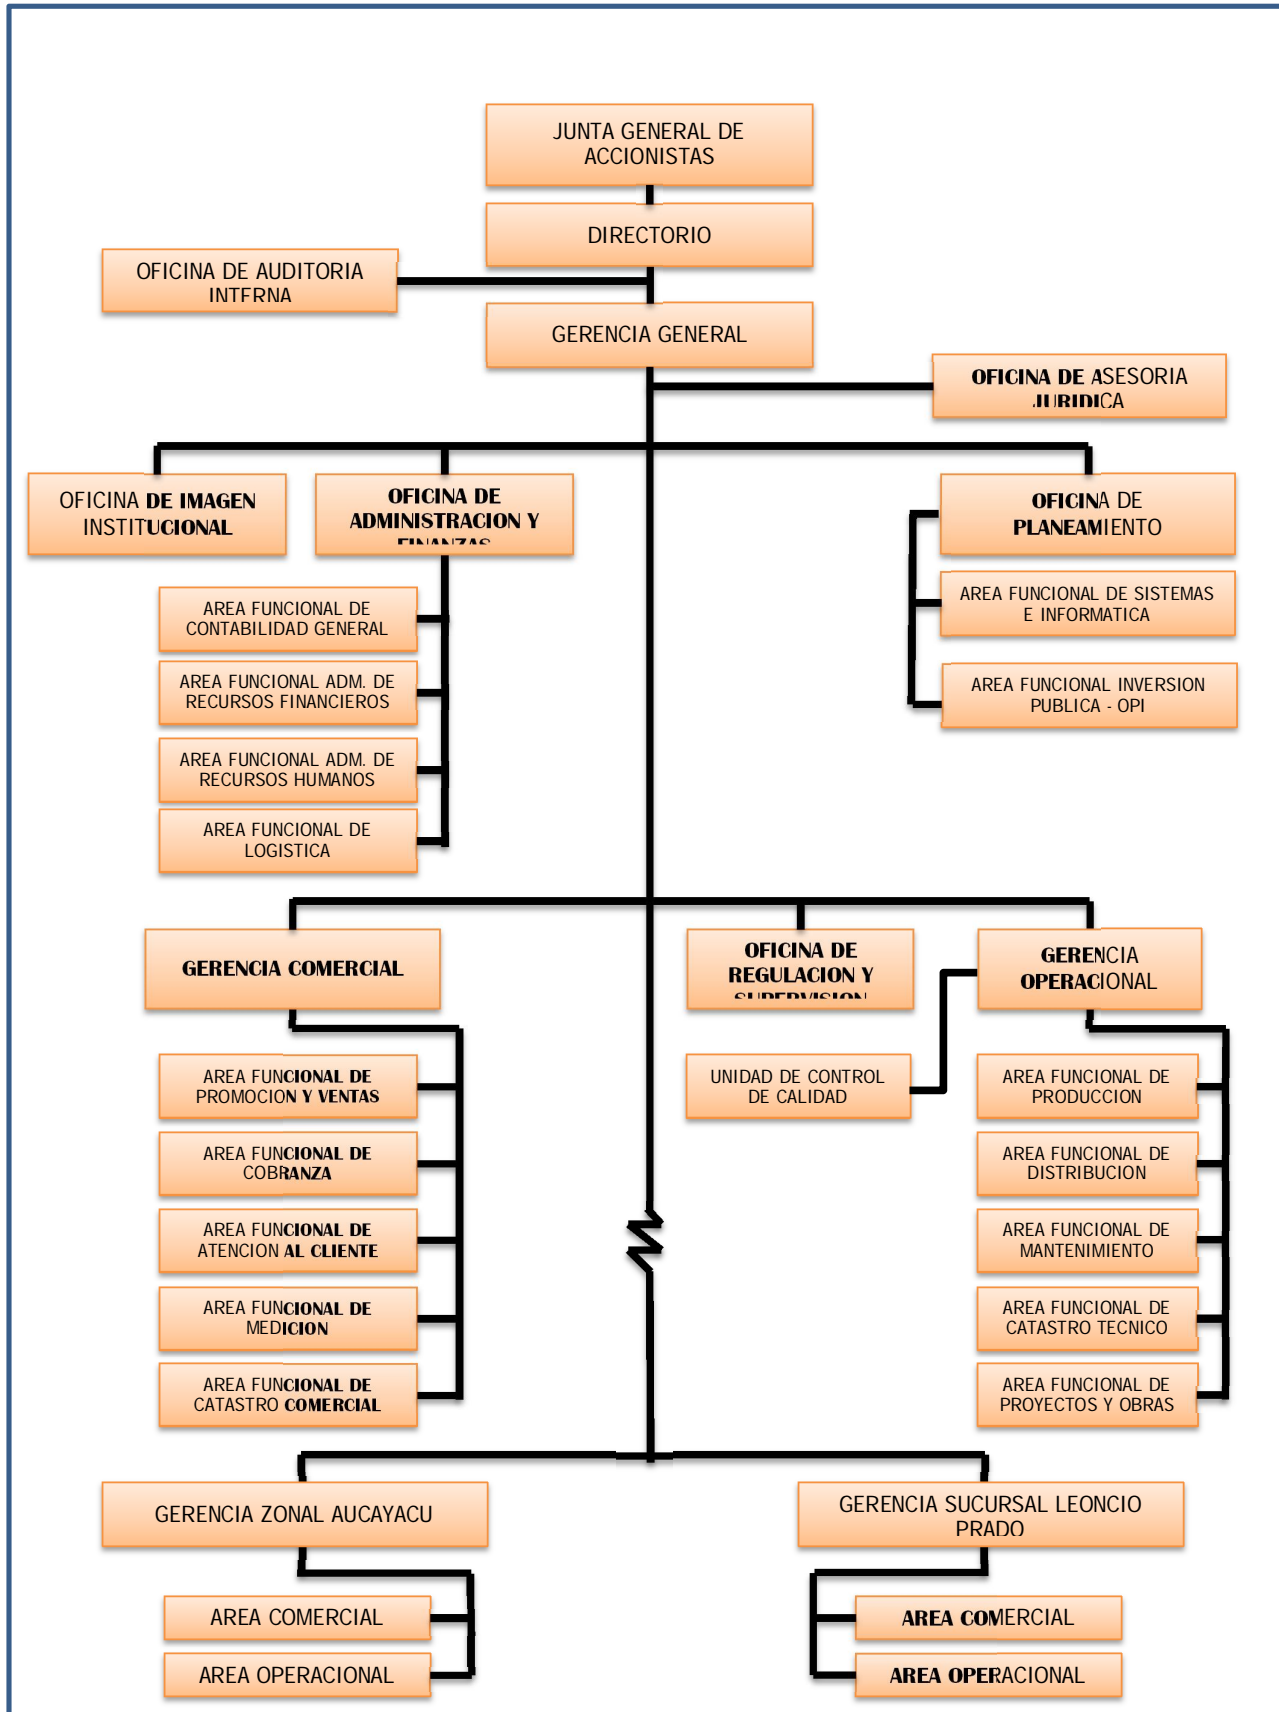 JUNTA GENERAL DE
ACCIONISTAS
DIRECTORIO
OFICINA DE AUDITORIA
INTERNA
GERENCIA GENERAL
OFICINA DE ASESORIA
JURIDICA
OFICINA DE IMAGEN
INSTITUCIONAL
OFICINA DE
ADMINISTRACION Y
FINANZAS
OFICINA DE
PLANEAMIENTO
AREA FUNCIONAL DE
CONTABILIDAD GENERAL
AREA FUNCIONAL ADM. DE
RECURSOS FINANCIEROS
AREA FUNCIONAL ADM. DE
RECURSOS HUMANOS
AREA FUNCIONAL DE
LOGISTICA
AREA FUNCIONAL DE SISTEMAS
E INFORMATICA
AREA FUNCIONAL INVERSION
PUBLICA - OPI
GERENCIA COMERCIAL
OFICINA DE
REGULACION Y
SUPERVISION
GERENCIA
OPERACIONAL
AREA FUNCIONAL DE
PROMOCION Y VENTAS
AREA FUNCIONAL DE
COBRANZA
AREA FUNCIONAL DE
ATENCION AL CLIENTE
AREA FUNCIONAL DE
MEDICION
AREA FUNCIONAL DE
CATASTRO COMERCIAL
UNIDAD DE CONTROL
DE CALIDAD
AREA FUNCIONAL DE
PRODUCCION
AREA FUNCIONAL DE
DISTRIBUCION
AREA FUNCIONAL DE
MANTENIMIENTO
AREA FUNCIONAL DE
CATASTRO TECNICO
AREA FUNCIONAL DE
PROYECTOS Y OBRAS
GERENCIA ZONAL AUCAYACU
AREA COMERCIAL
AREA OPERACIONAL
GERENCIA SUCURSAL LEONCIO
PRADO
AREA COMERCIAL
AREA OPERACIONAL